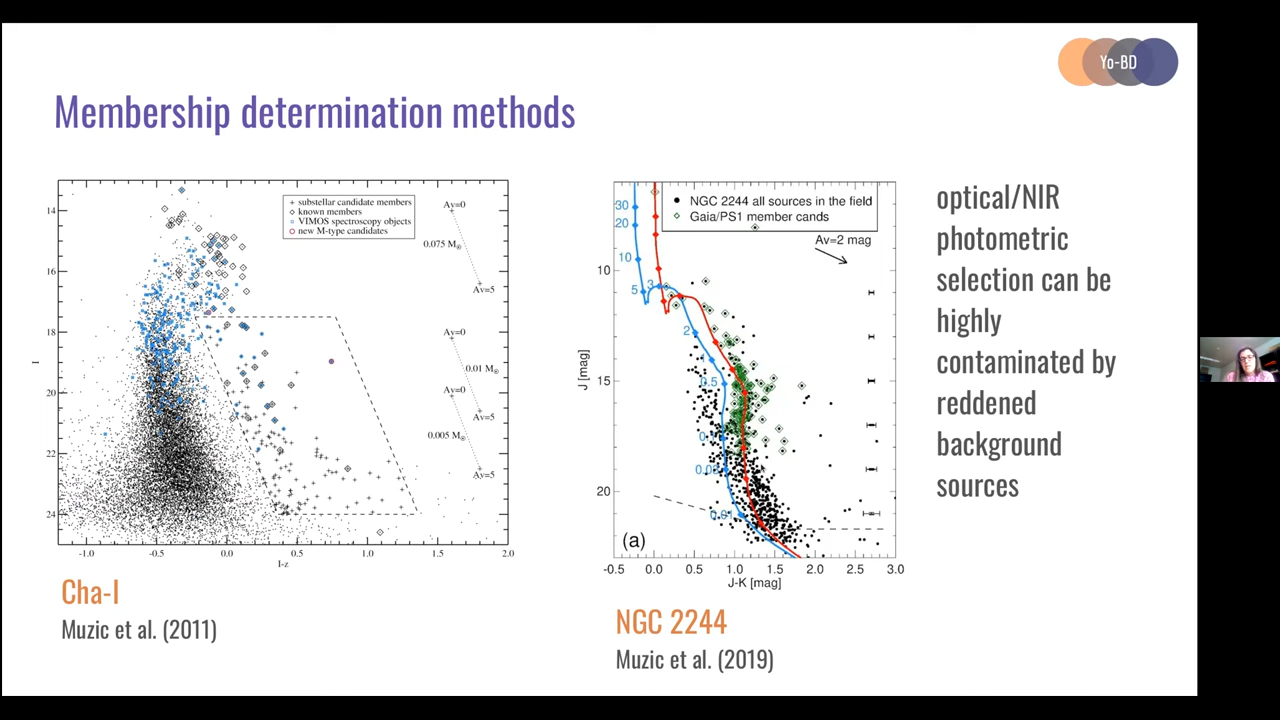 Yo-BD
Membership determination methods
substellar candidate members
known members
VIMOS spectroscopy objects
new M-type candidates
Av=0
0.075 M⊙
Av=5
Av=0
0.01 M⊙
Av=0
Av=5
0.005 M⊙
Av=5
14
16
18
20
22
24
I
-1.0 -0.5 0.0 0.5 1.0 1.5 2.0
I-z
Cha-I
Muzic et al. (2011)
NGC 2244 all sources in the field
Gaia/PS1 member cands
Av=2 mag
30
20
10
5
3
2
10
15
20
J [mag]
(a)
-0.5 0.0 0.5 1.0 1.5 2.0 2.5 3.0
J-K [mag]
NGC 2244
Muzic et al. (2019)
optical/NIR
photometric
selection can be
highly
contaminated by
reddened
background
sources